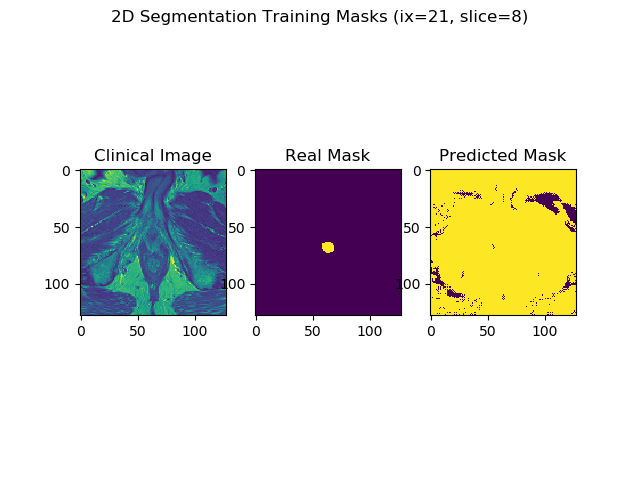 2D Segmentation Training Masks (ix=21, slice=8)
Clinical Image Real Mask Predicted Mask
0 0 0
50 50 50
100 100 100
0 50 100 0 50 100 0 50 100